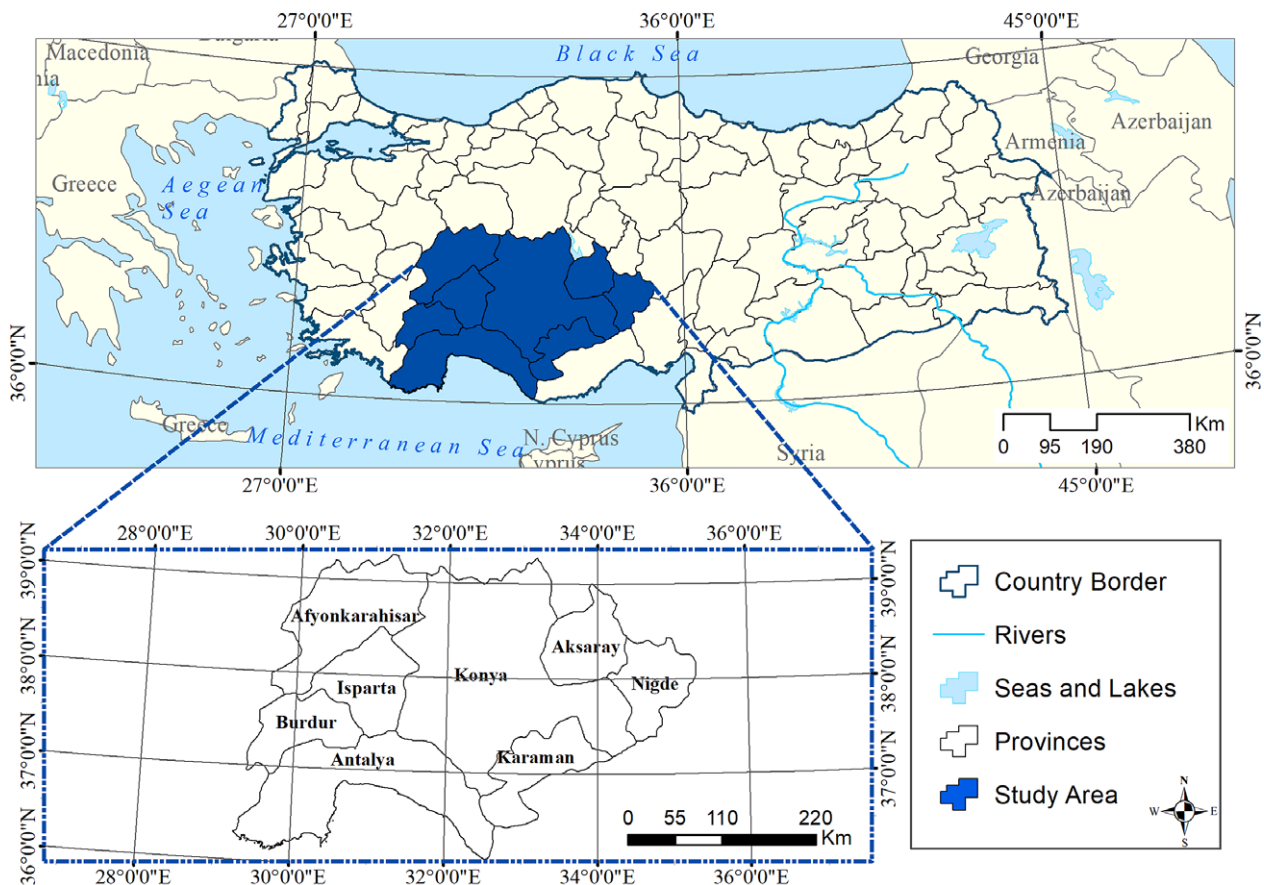 27°0'0"E
36°0'0"E
45°0'0"E
Macedonia
Bulgaria
Black Sea
Georgia
Azerbaijan
Armenia
Azerbaijan
Greece
Aegean
Sea
36°0'0"N
36°0'0"N
Greece
Mediterranean Sea
N. Cyprus
Cyprus
Syria
Km
0 95 190 380
27°0'0"E
36°0'0"E
45°0'0"E
28°0'0"E
30°0'0"E
32°0'0"E
34°0'0"E
36°0'0"E
39°0'0"N
38°0'0"N
37°0'0"N
36°0'0"N
39°0'0"N
38°0'0"N
37°0'0"N
Afyonkarahisar
Aksaray
Konya
Isparta
Nigde
Burdur
Antalya
Karaman
0 55 110 220
Km
28°0'0"E
30°0'0"E
32°0'0"E
34°0'0"E
36°0'0"E
Country Border
Rivers
Seas and Lakes
Provinces
Study Area
N
W E
S